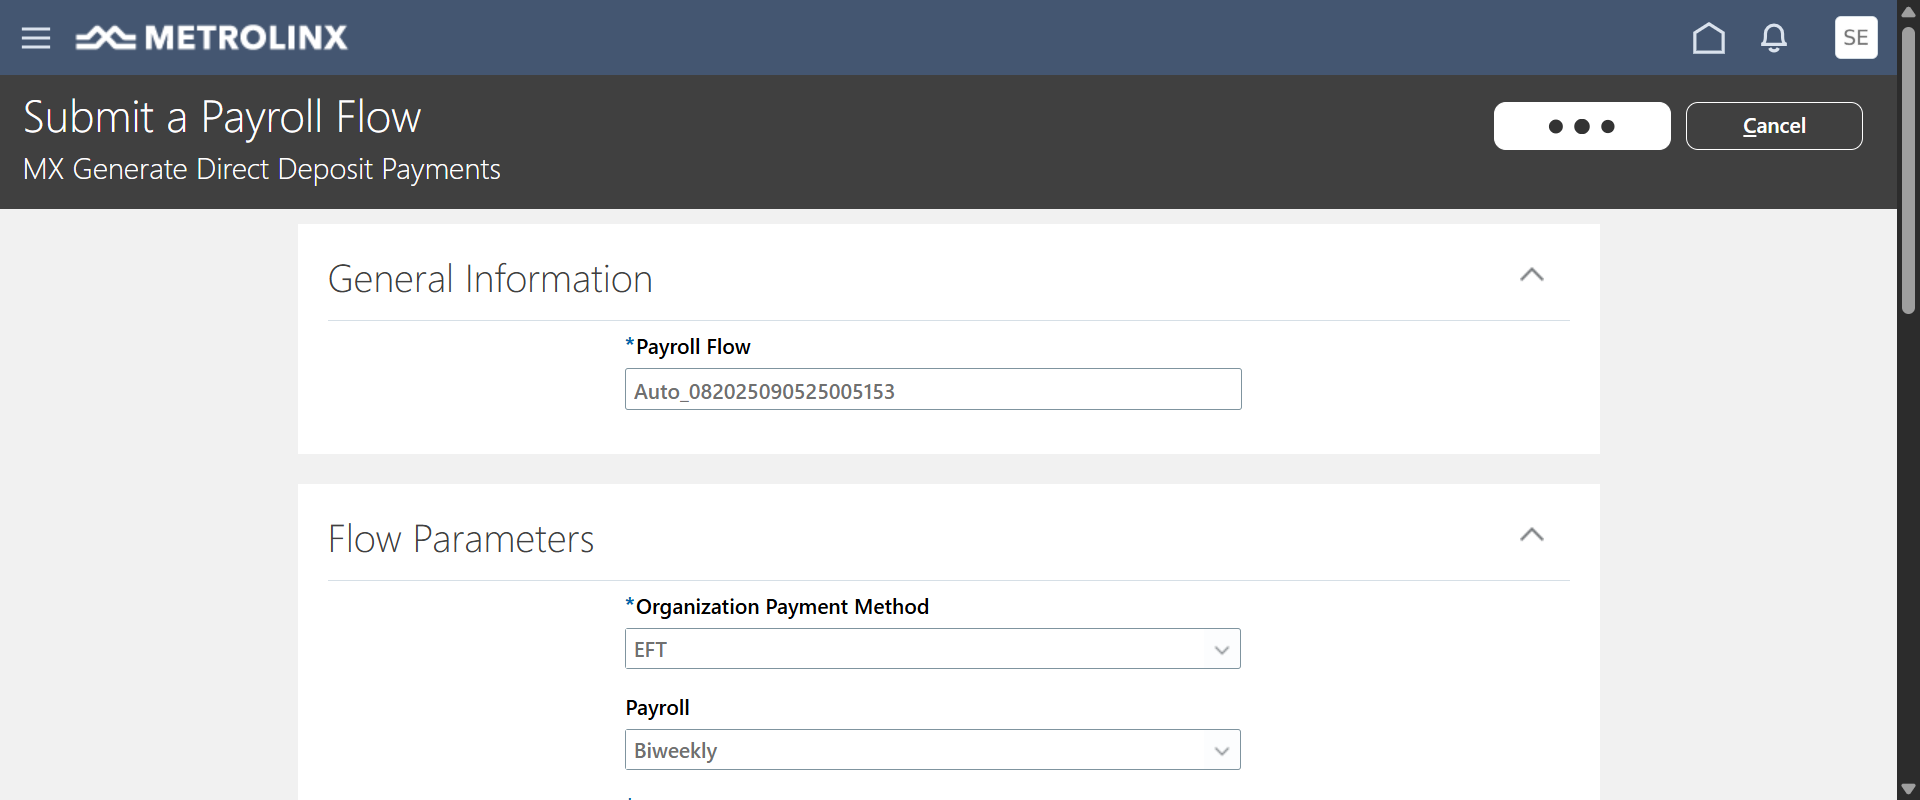 METROLINX
SE
Submit a Payroll Flow
MX Generate Direct Deposit Payments
Cancel
General Information
*Payroll Flow
Auto_082025090525005153
Flow Parameters
*Organization Payment Method
EFT
Payroll
Biweekly